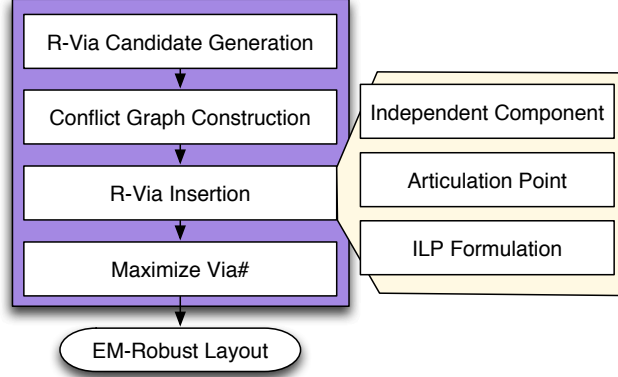 R-Via Candidate Generation
Conflict Graph Construction
R-Via Insertion
Maximize Via#
EM-Robust Layout
Independent Component
Articulation Point
ILP Formulation